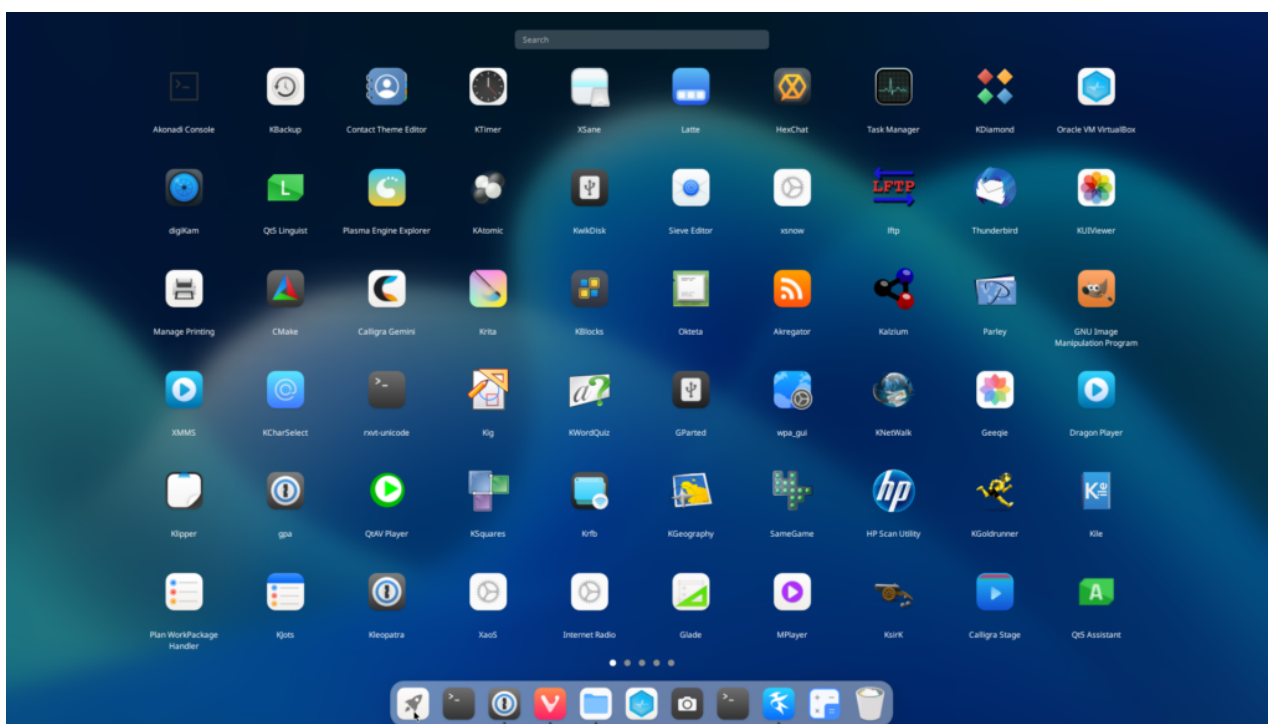 Search
Akonadi Console
KBackup
Contact Theme Editor
KTimer
XSane
Latte
HexChat
Task Manager
KDiamond
Oracle VM VirtualBox
digiKam
L
Qt5 Linguist
Plasma Engine Explorer
KAtomic
KwikDisk
Sieve Editor
xsnow
LFTP
lftp
Thunderbird
KUIViewer
Manage Printing
CMake
Calligra Gemini
Krita
KBlocks
Okteta
Akregator
Kalzium
P
Parley
GNU Image
Manipulation Program
XMMS
@
KCharSelect
>_
rxvt-unicode
Kig
a?
KWordQuiz
GParted
wpa_gui
KNetWalk
Geeqie
Dragon Player
Klipper
gpa
QtAV Player
KSquares
Krfb
KGeography
SameGame
hp
HP Scan Utility
KGoldrunner
Kile
Kile
Plan WorkPackage
Handler
KJots
Kleopatra
XaoS
Internet Radio
Glade
MPlayer
KsirK
Calligra Stage
A
Qt5 Assistant